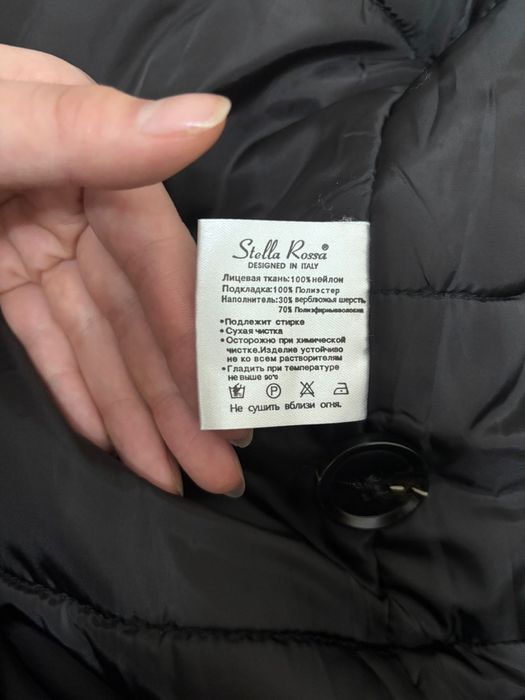 Stella Rossa®
DESIGNED IN ITALY
Лицевая ткань:100% нейлон
Подкладка:100% Полиэстер
Наполнитель:30% верблюжья шерсть,
70% Полиэфирныеволокна
•Подлежит стирке
•Сухая чистка
•Осторожно при химической
чистке.Изделие устойчиво
не ко всем растворителям
•Гладить при температуре
не выше 90°с
P
Не сушить вблизи огня.